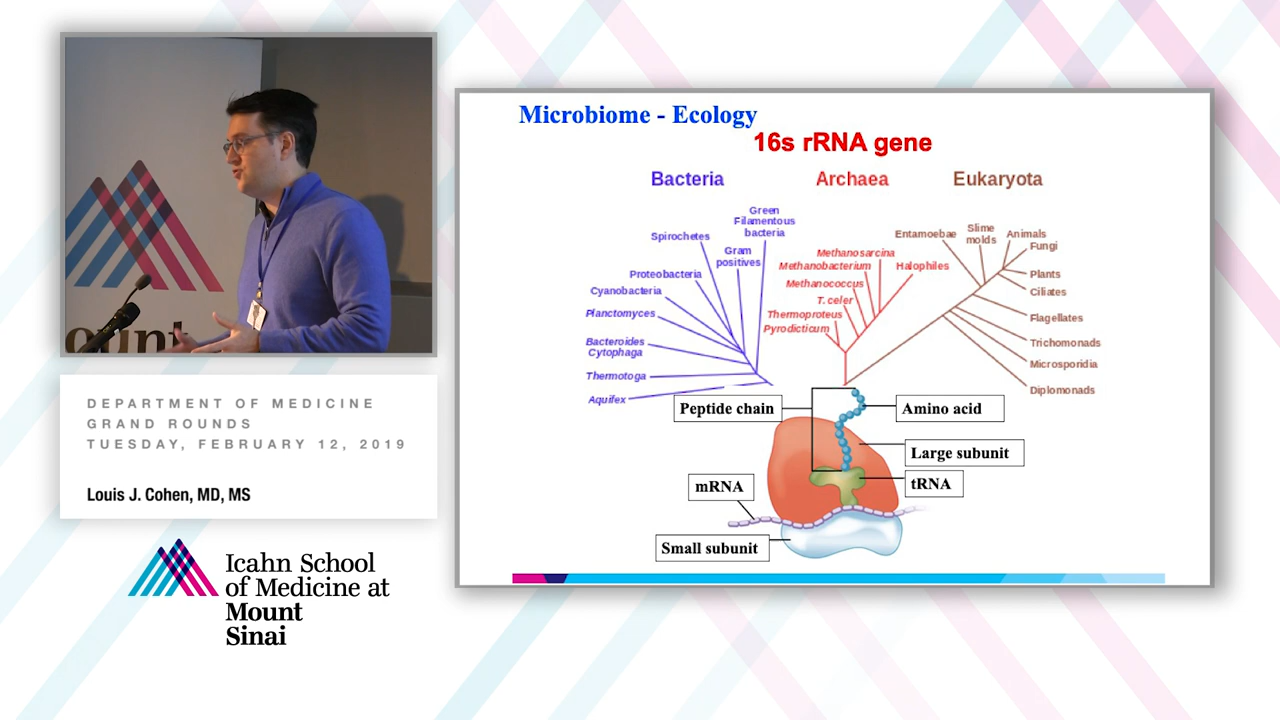 ount
DEPARTMENT OF MEDICINE
GRAND ROUNDS
TUESDAY, FEBRUARY 12, 2019
Louis J. Cohen, MD, MS
Icahn School
of Medicine at
Mount
Sinai
Microbiome - Ecology
16s rRNA gene
Bacteria
Archaea
Eukaryota
Green
Filamentous
bacteria
Spirochetes
Gram
positives
Proteobacteria
Cyanobacteria
Planctomyces
Bacteroides
Cytophaga
Thermotoga
Aquifex
Methanosarcina
Methanobacterium
Halophiles
Methanococcus
T. celer
Thermoproteus
Pyrodicticum
Entamoebae
Slime
molds
Animals
Fungi
Plants
Ciliates
Flagellates
Trichomonads
Microsporidia
Diplomonads
Peptide chain
Amino acid
Large subunit
tRNA
mRNA
Small subunit